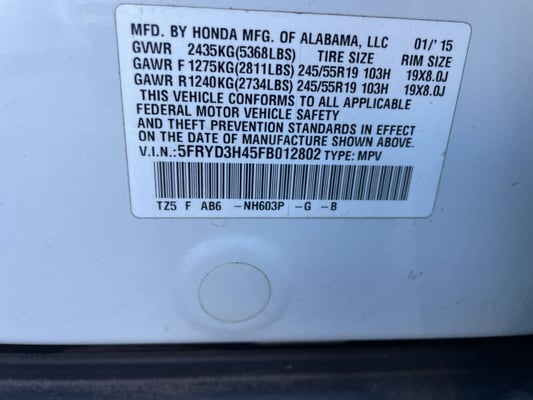 MFD. BY HONDA MFG. OF ALABAMA, LLC 01/'15
GVWR 2435KG(5368LBS) TIRE SIZE RIM SIZE
GAWR F 1275KG(2811LBS) 245/55R19 103H 19X8.0J
GAWR R1240KG(2734LBS) 245/55R19 103H 19X8.0J
THIS VEHICLE CONFORMS TO ALL APPLICABLE
FEDERAL MOTOR VEHICLE SAFETY
AND THEFT PREVENTION STANDARDS IN EFFECT
ON THE DATE OF MANUFACTURE SHOWN ABOVE.
V.I.N.:5FRYD3H45FB012802 TYPE: MPV
TZ5 F AB6 -NH603P -G -B